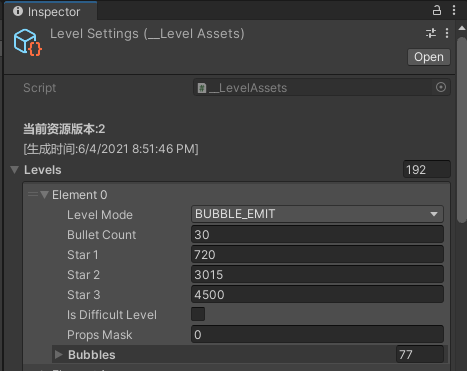 Inspector
Level Settings (__Level Assets)
Open
Script
__LevelAssets
当前资源版本:2
[生成时间:6/4/2021 8:51:46 PM]
Levels
192
Element 0
Level Mode
BUBBLE_EMIT
Bullet Count
30
Star 1
720
Star 2
3015
Star 3
4500
Is Difficult Level
Props Mask
0
Bubbles
77